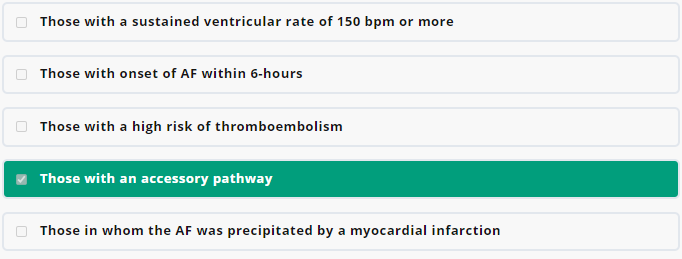 Those with a sustained ventricular rate of 150 bpm or more
Those with onset of AF within 6-hours
Those with a high risk of thromboembolism
Those with an accessory pathway
Those in whom the AF was precipitated by a myocardial infarction